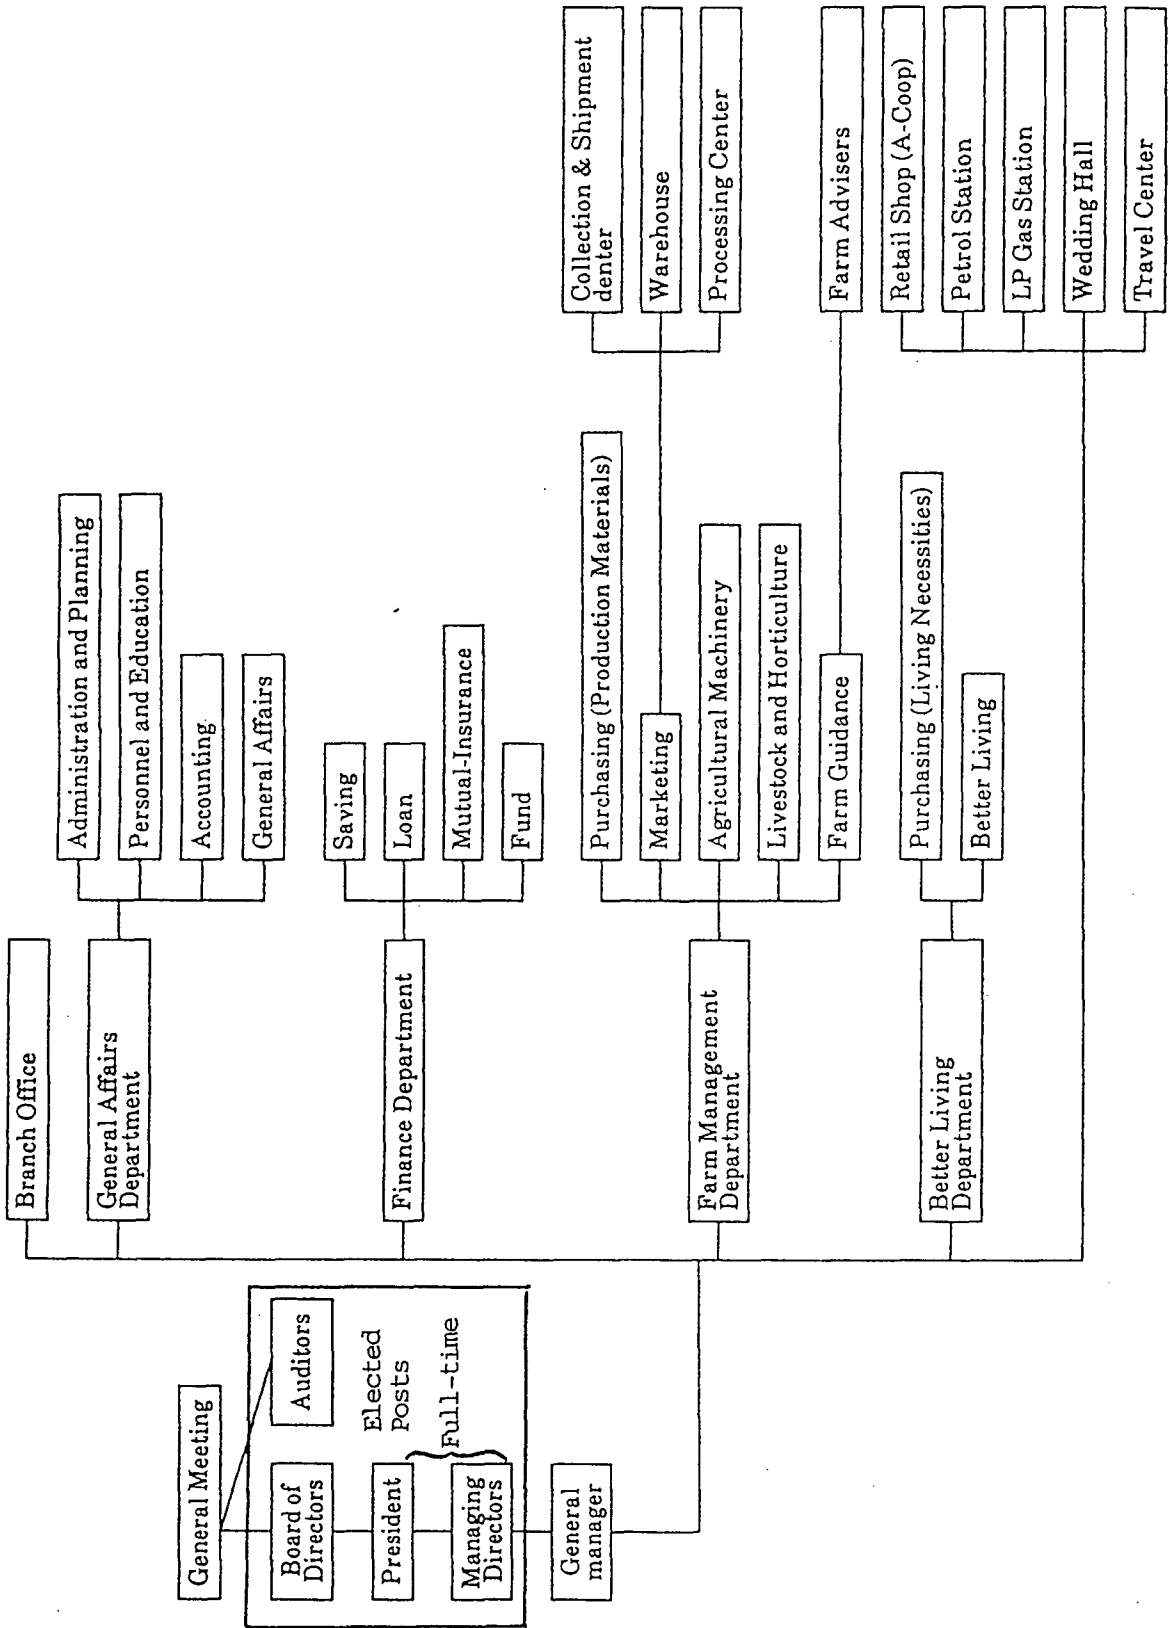 General Meeting
Board of
Directors
Auditors
President
Elected
Posts
Managing
Directors
Full-time
General
manager
Branch Office
General Affairs
Department
Administration and Planning
Personnel and Education
Accounting
General Affairs
Finance Department
Saving
Loan
Mutual-Insurance
Fund
Farm Management
Department
Purchasing (Production Materials)
Marketing
Agricultural Machinery
Livestock and Horticulture
Farm Guidance
Collection & Shipment
denter
Warehouse
Processing Center
Farm Advisers
Better Living
Department
Purchasing (Living Necessities)
Better Living
Retail Shop (A-Coop)
Petrol Station
LP Gas Station
Wedding Hall
Travel Center